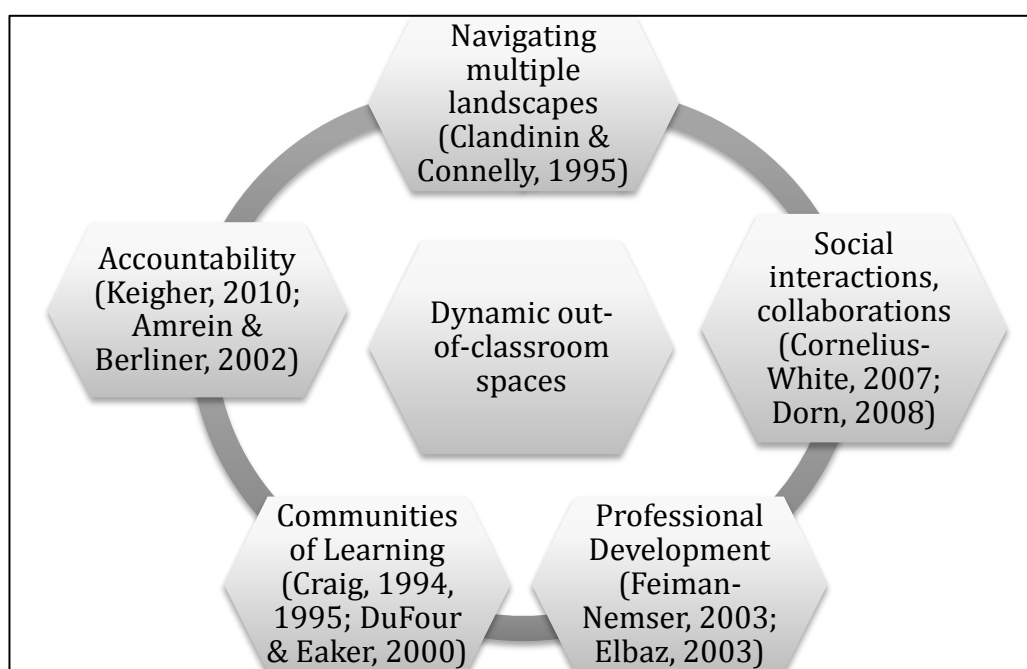 Navigating
multiple
landscapes
(Clandinin &
Connelly, 1995)
Social
interactions,
collaborations
(Cornelius-
White, 2007;
Dorn, 2008)
Professional
Development
(Feiman-
Nemser, 2003;
Elbaz, 2003)
Communities
of Learning
(Craig, 1994,
1995; DuFour
& Eaker, 2000)
Accountability
(Keigher, 2010;
Amrein &
Berliner, 2002)
Dynamic out-
of-classroom
spaces